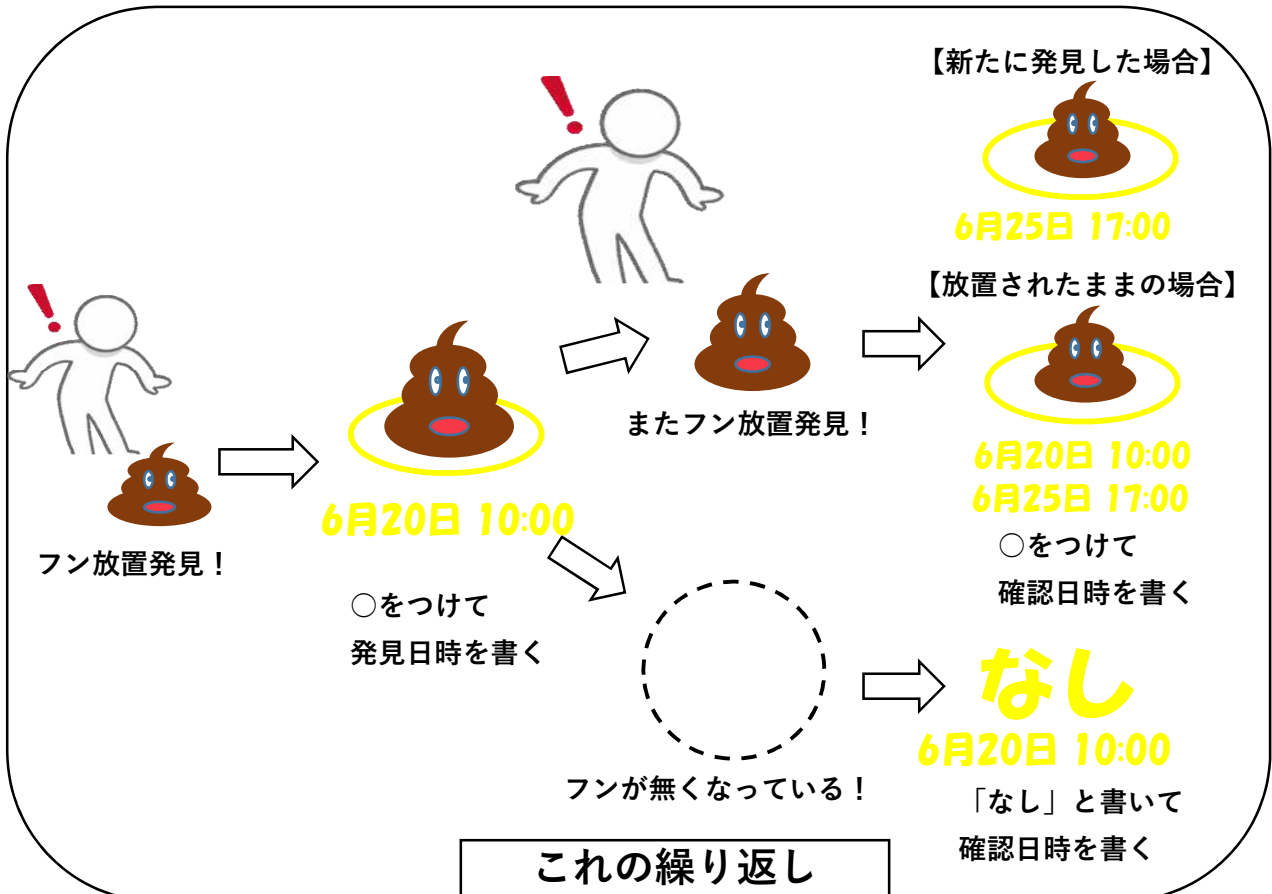 フン放置発見！
6月20日 10:00
○をつけて
発見日時を書く
またフン放置発見！
【新たに発見した場合】
6月25日 17:00
【放置されたままの場合】
6月20日 10:00
6月25日 17:00
○をつけて
確認日時を書く
フンが無くなっている！
なし
6月20日 10:00
「なし」と書いて
確認日時を書く
これの繰り返し